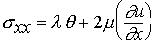 σxx = λ θ + 2μ(∂u/∂x)